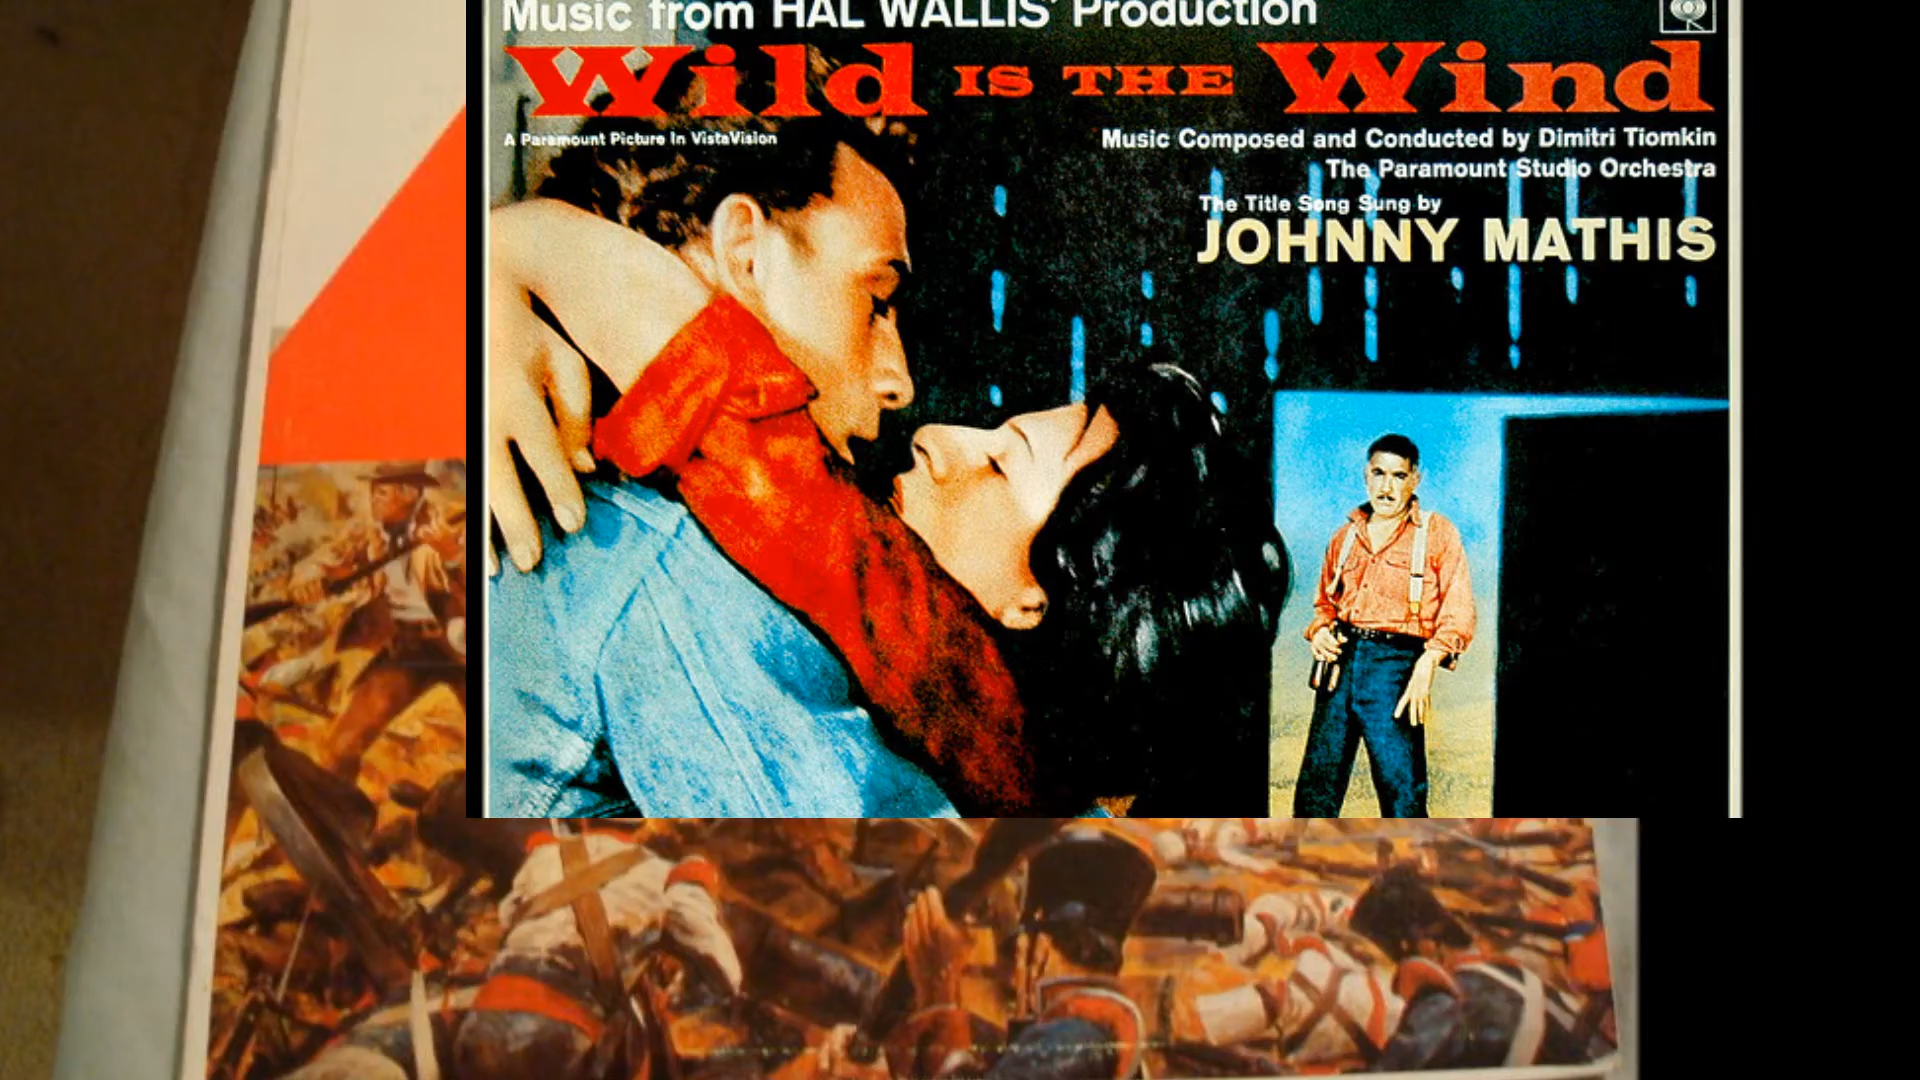 Music from HAL WALLIS' Production
Wild IS THE Wind
A Paramount Picture In VistaVision
Music Composed and Conducted by Dimitri Tiomkin
The Paramount Studio Orchestra
The Title Song Sung by
JOHNNY MATHIS